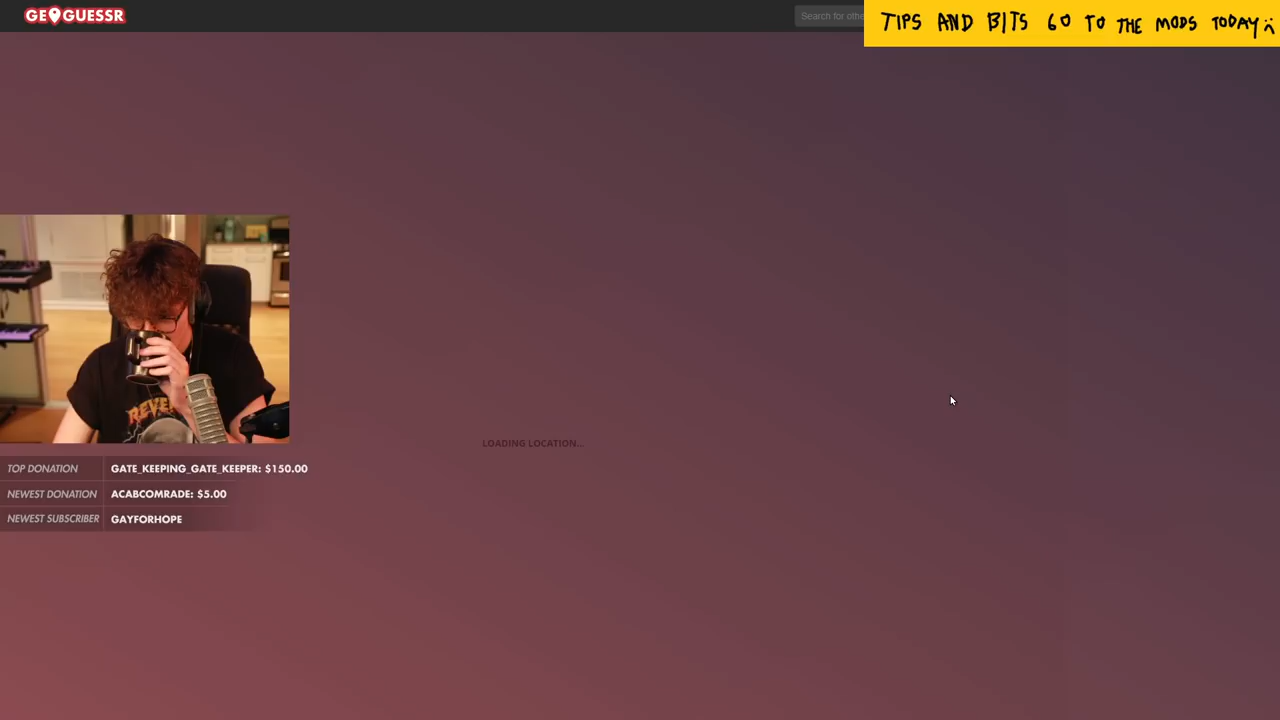 GEOGUESSR
Search for othe
TIPS AND BITS GO TO THE MODS TODAY :(
REVE
LOADING LOCATION...
TOP DONATION GATE_KEEPING_GATE_KEEPER: $150.00
NEWEST DONATION ACABCOMRADE: $5.00
NEWEST SUBSCRIBER GAYFORHOPE